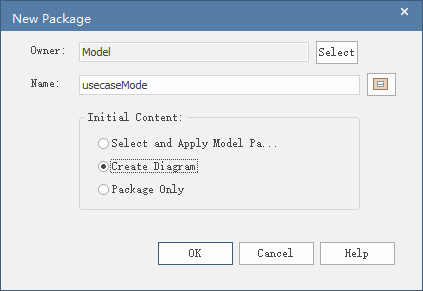 New Package
Owner: Model Select
Name: usecaseMode
Initial Content:
Select and Apply Model Pa...
Create Diagram
Package Only
OK Cancel Help